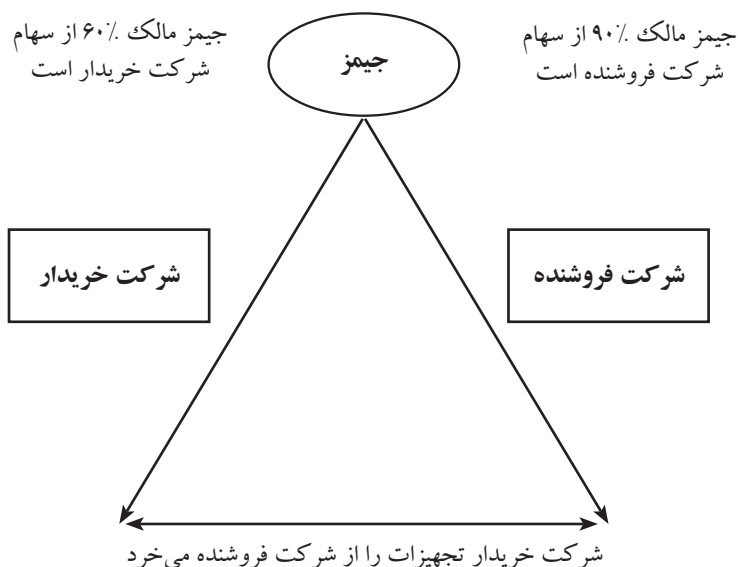 جیمز مالک ۹۰٪ از سهام
شرکت فروشنده است
جیمز
جیمز مالک ۶۰٪ از سهام
شرکت خریدار است
شرکت فروشنده
شرکت خریدار
شرکت خریدار تجهیزات را از شرکت فروشنده می‌خرد